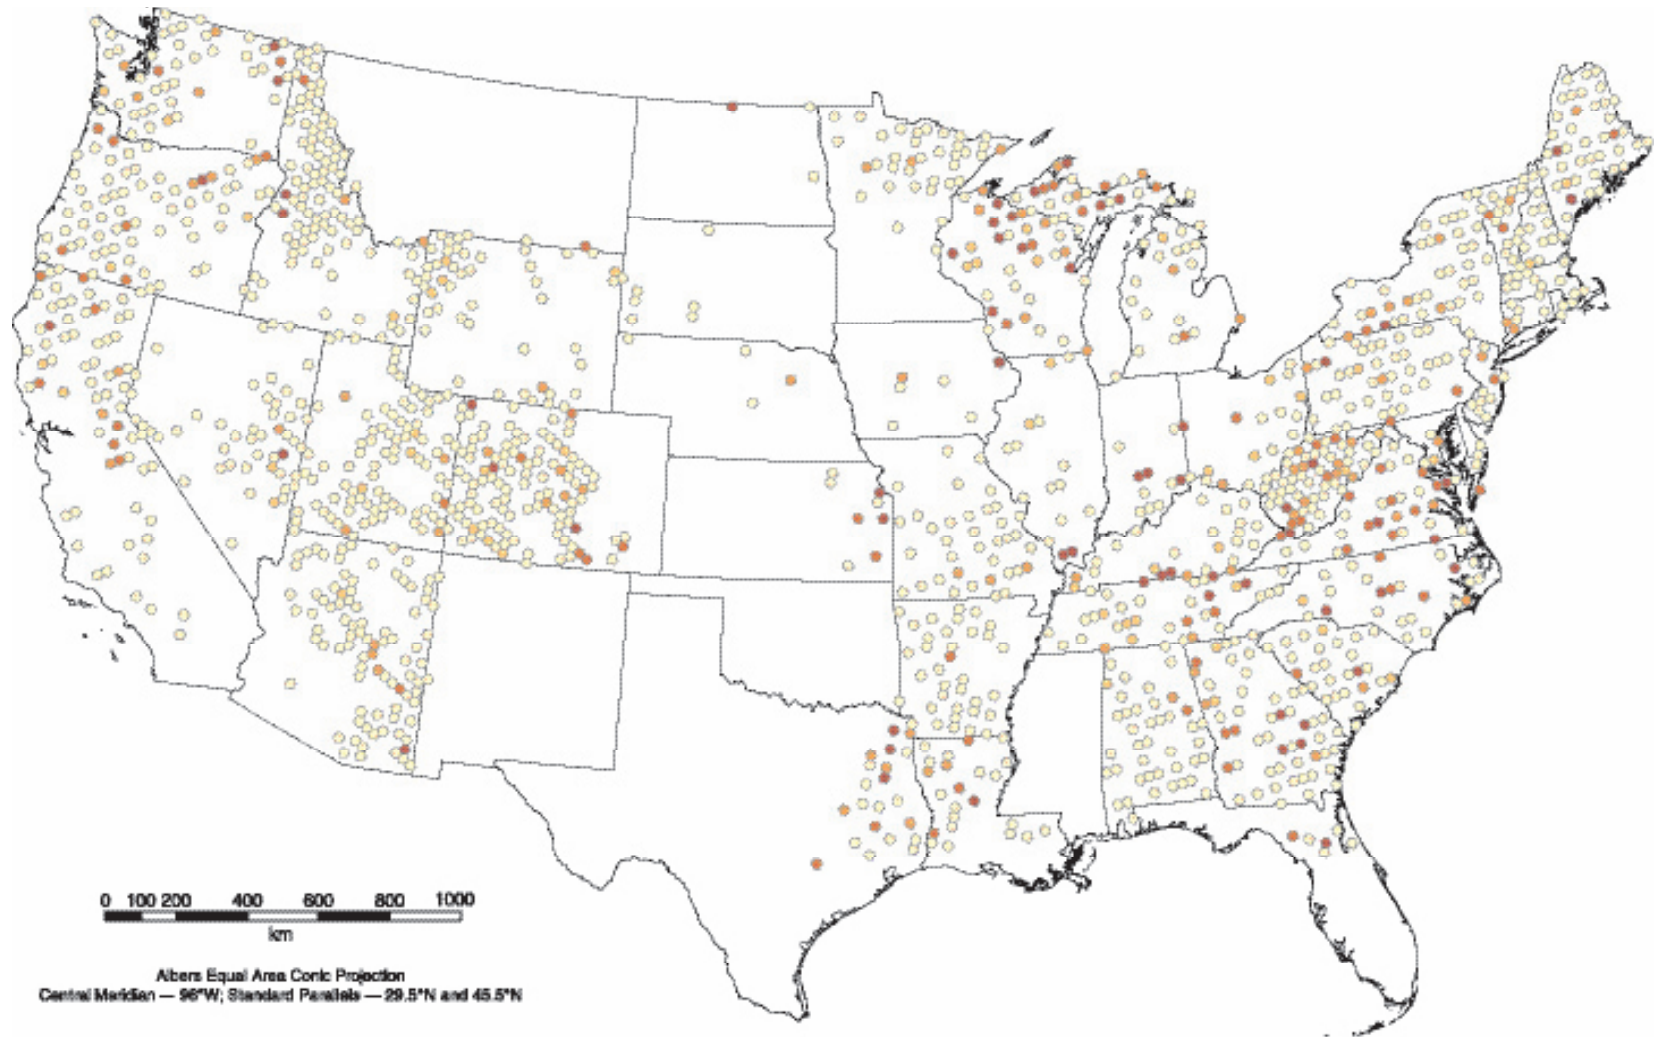 0 100 200 400 600 800 1000
km
Albers Equal Area Conic Projection
Central Meridian — 96°W; Standard Parallels — 29.5°N and 45.5°N